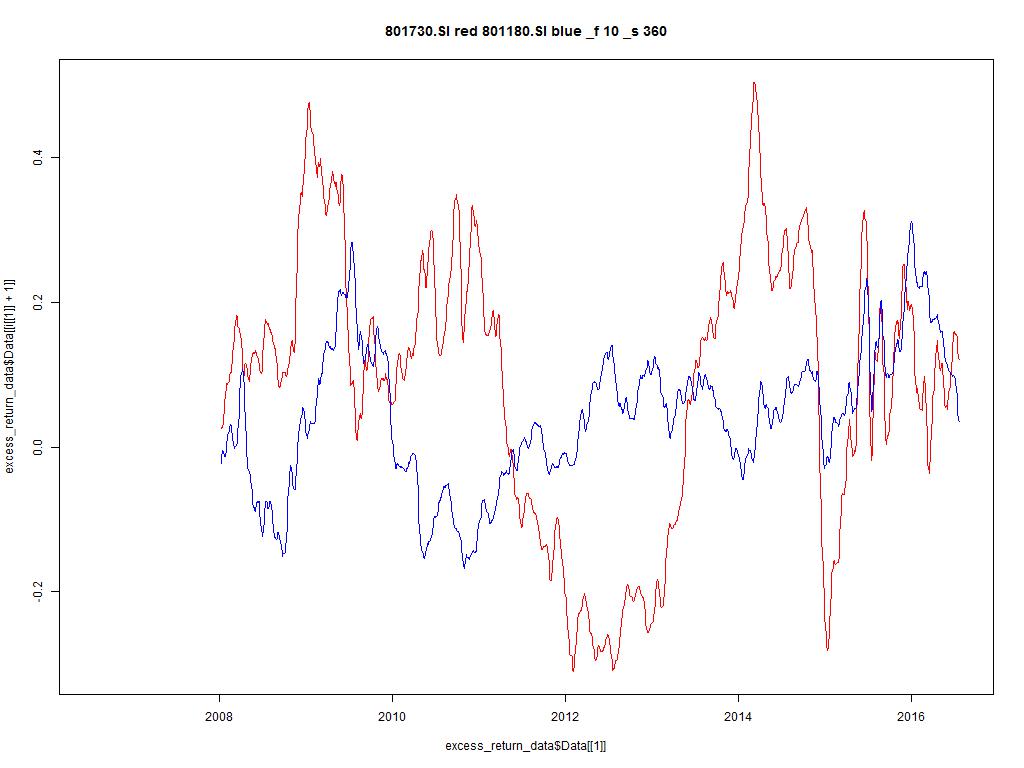 801730.SI red 801180.SI blue _f 10 _s 360
0.4
0.2
0.0
-0.2
excess_return_data$Data[[i[f1]] + 1]]
2008 2010 2012 2014 2016
excess_return_data$Data[[1]]